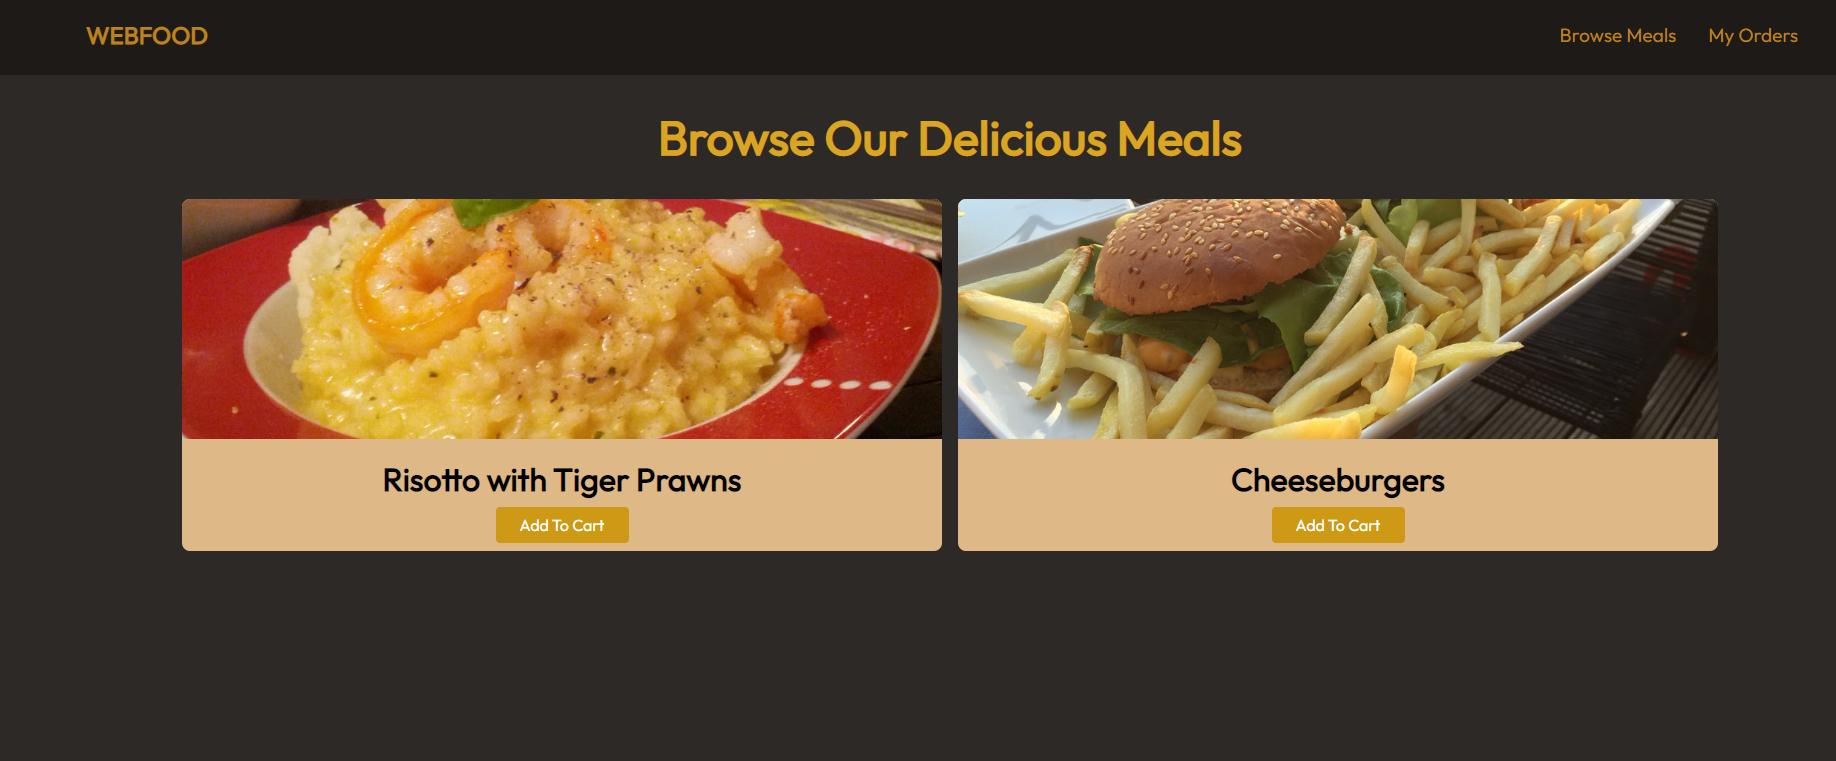 WEBFOOD
Browse Meals
My Orders
Browse Our Delicious Meals
Risotto with Tiger Prawns
Add To Cart
Cheeseburgers
Add To Cart